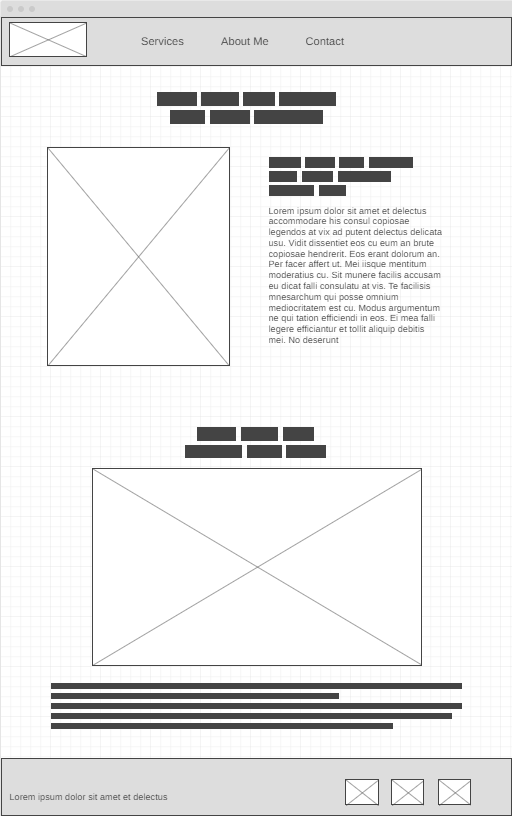 Services About Me Contact
Lorem ipsum dolor sit amet et delectus
accommodare his consul copiosae
legendos at vix ad putent delectus delicata
usu. Vidit dissentiet eos cu eum an brute
copiosae hendrerit. Eos erant dolorum an.
Per facer affert ut. Mei iisque mentitum
moderatius cu. Sit munere facilis accusam
eu dicat falli consulatu at vis. Te facilisis
mnesarchum qui posse omnium
mediocritatem est cu. Modus argumentum
ne qui tation efficiendi in eos. Ei mea falli
legere efficiantur et tollit aliquip debitis
mei. No deserunt
Lorem ipsum dolor sit amet et delectus